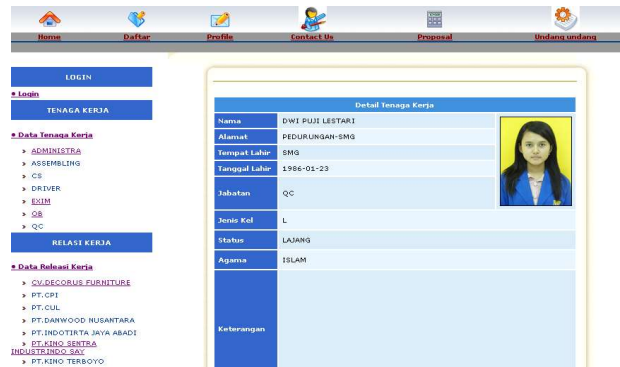 Home Daftar Profile Contact Us Proposal Undang undang
LOGIN
• Login
TENAGA KERJA
• Data Tenaga Kerja
» ADMINISTRA
» ASSEMBLING
» CS
» DRIVER
» EXIM
» OB
» QC
RELASI KERJA
• Data Releasi Kerja
» CV.DECORUS FURNITURE
» PT.CPI
» PT.CUL
» PT.DANWOOD NUSANTARA
» PT.INDOTIRTA JAYA ABADI
» PT.KINO SENTRA
INDUSTRINDO SAY
» PT.KINO TERBOYO
Detail Tenaga Kerja
Nama DWI PUJI LESTARI
Alamat PEDURUNGAN-SMG
Tempat Lahir SMG
Tanggal Lahir 1986-01-23
Jabatan QC
Jenis Kel L
Status LAJANG
Agama ISLAM
Keterangan